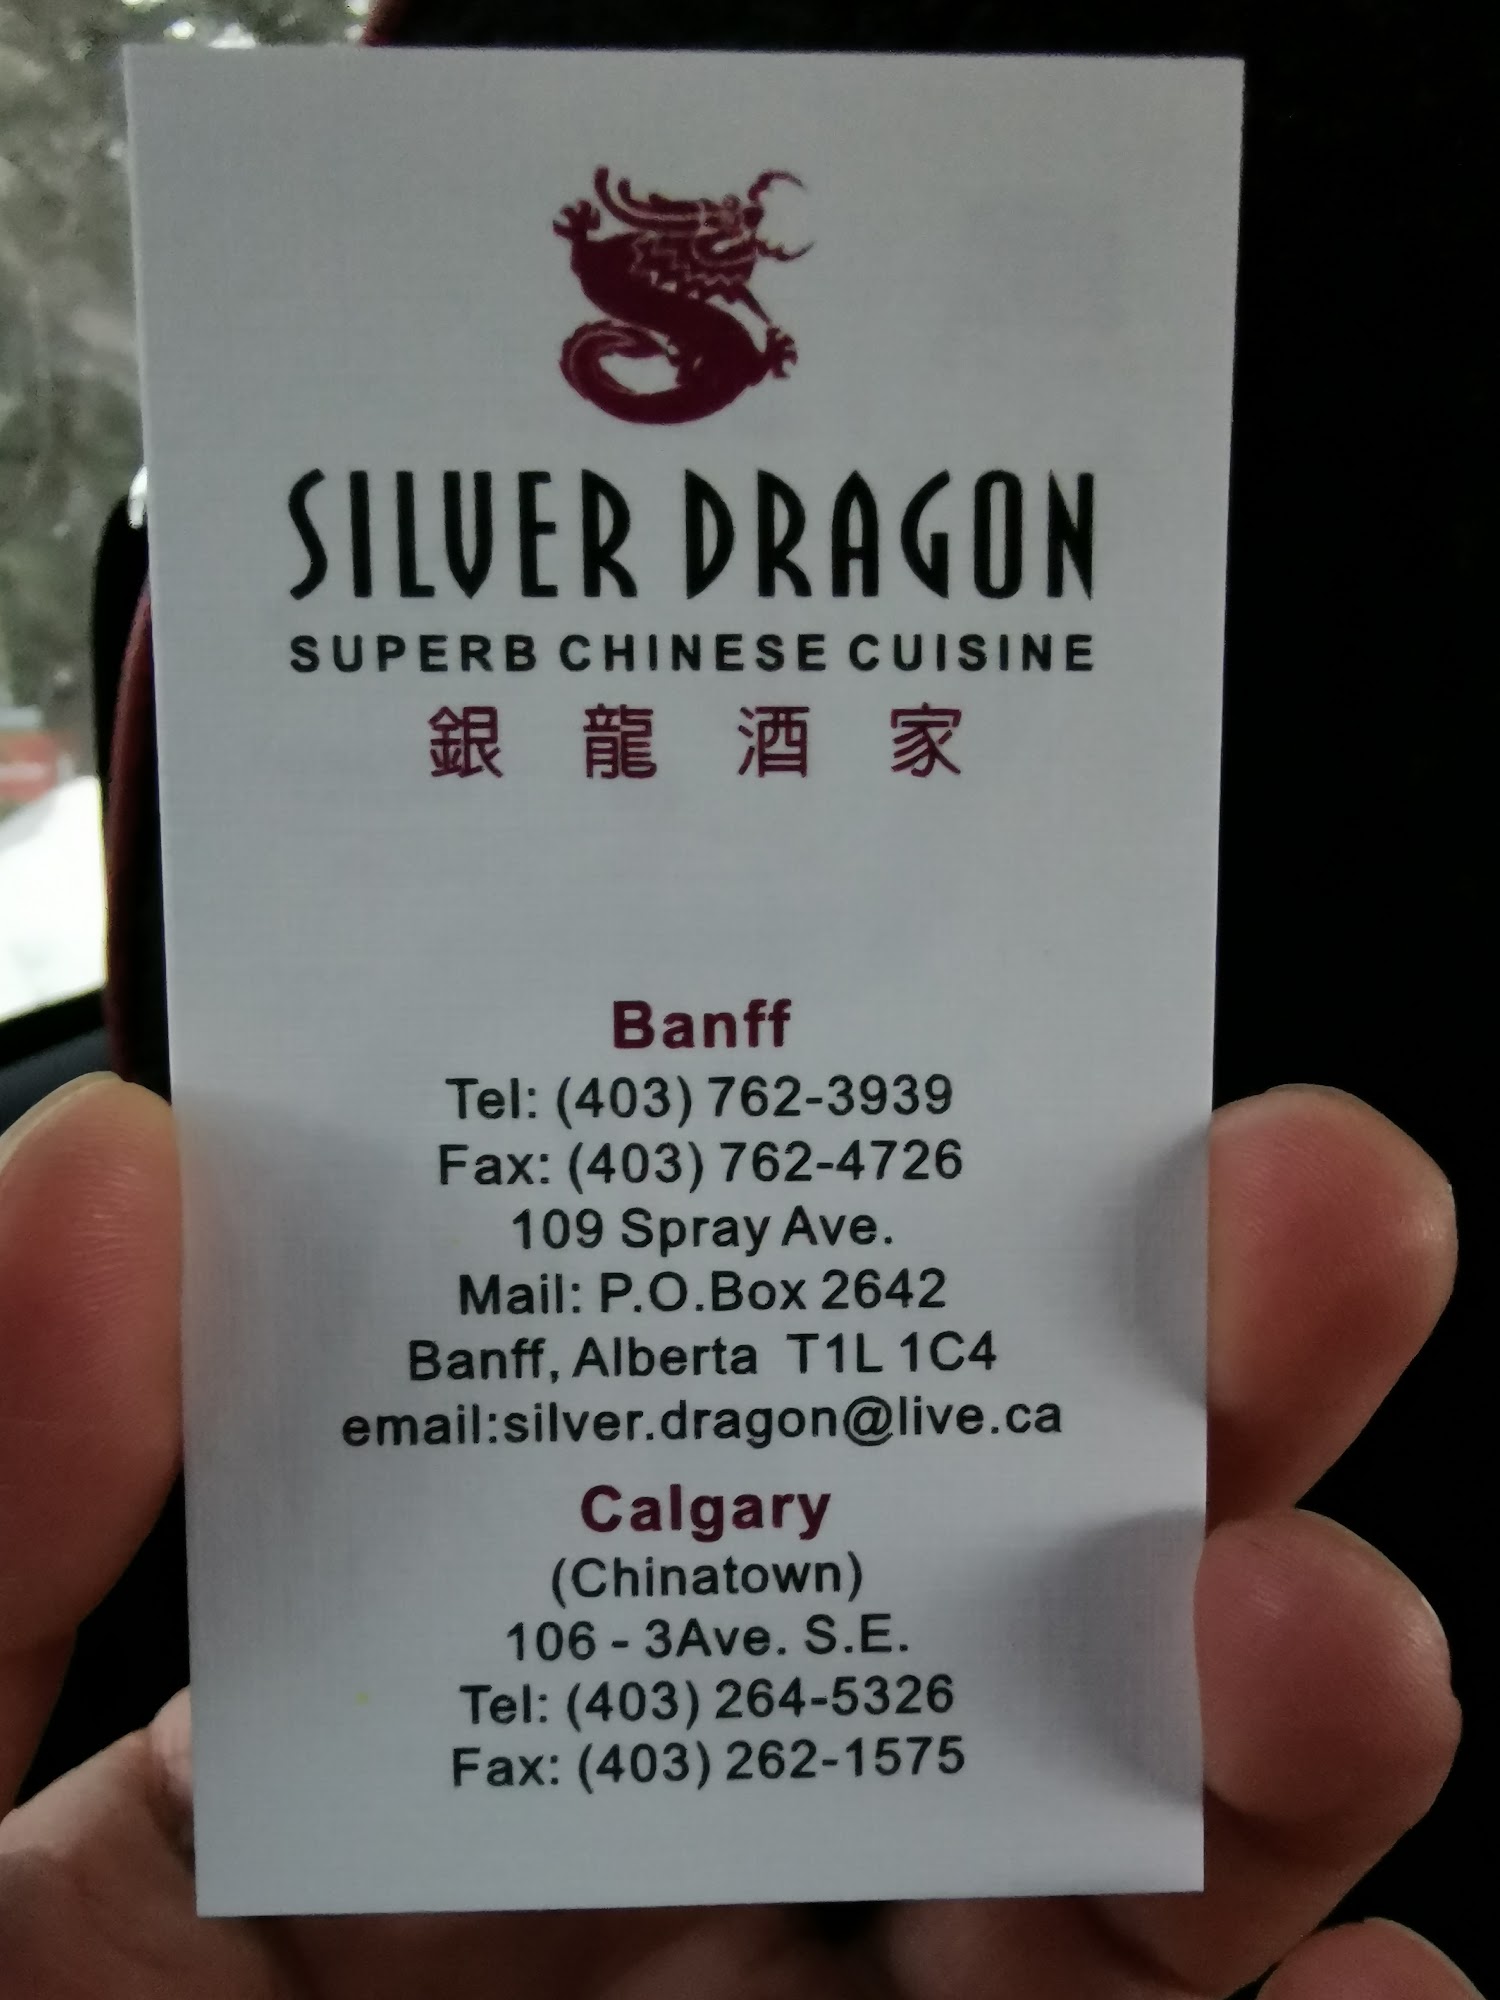 SILVER DRAGON
SUPERB CHINESE CUISINE
銀 龍 酒 家
Banff
Tel: (403) 762-3939
Fax: (403) 762-4726
109 Spray Ave.
Mail: P.O.Box 2642
Banff, Alberta T1L 1C4
email:silver.dragon@live.ca
Calgary
(Chinatown)
106 - 3Ave. S.E.
Tel: (403) 264-5326
Fax: (403) 262-1575